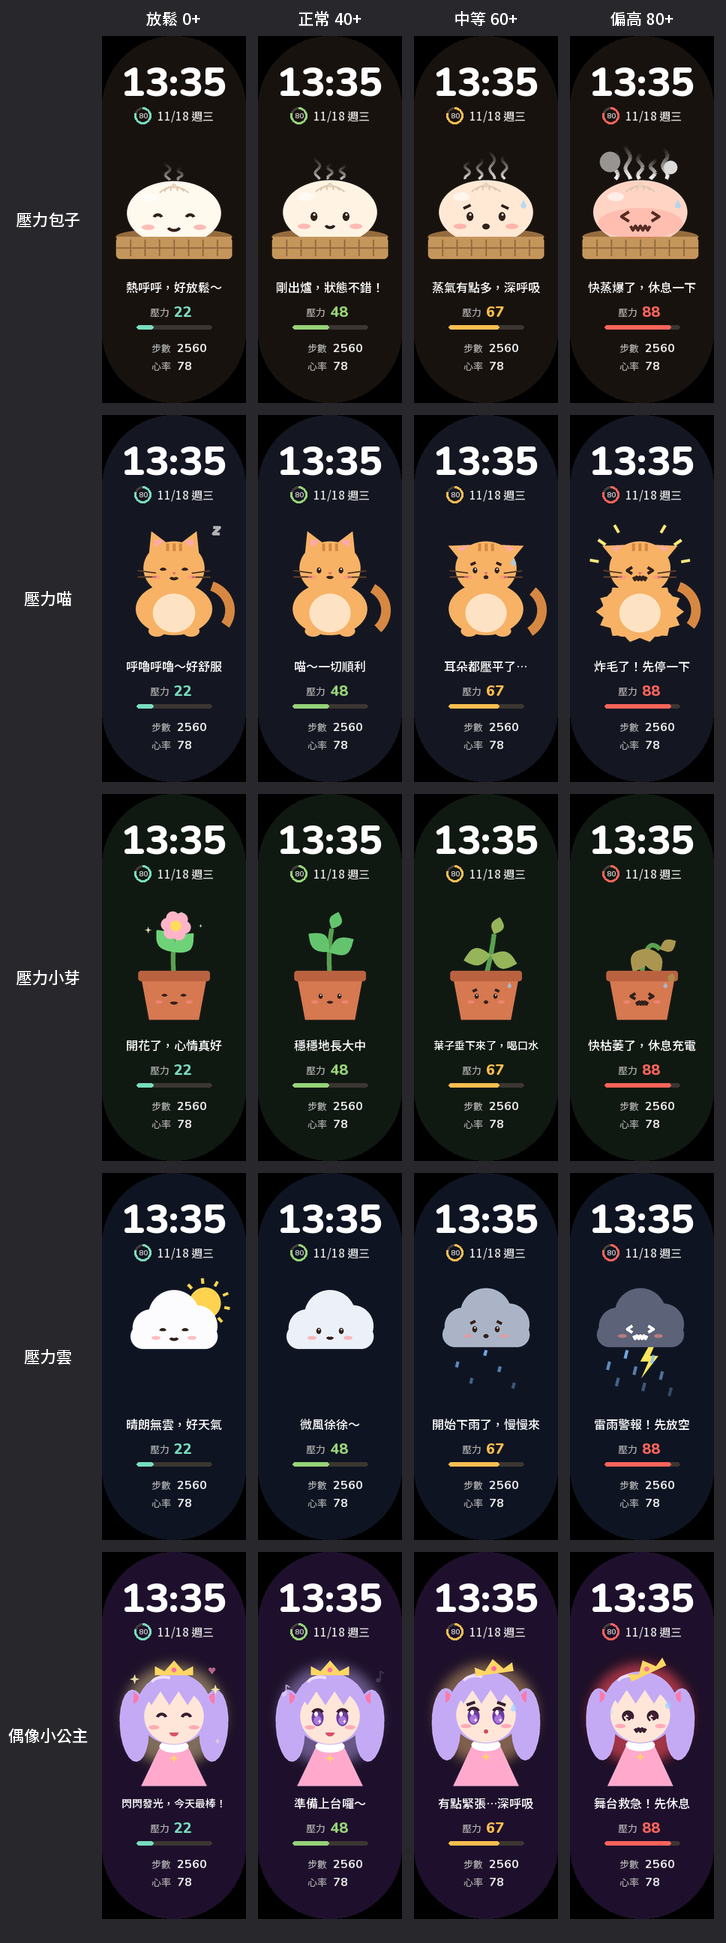 放鬆 0+ 正常 40+ 中等 60+ 偏高 80+
13:35 13:35 13:35 13:35
80 11/18 週三 80 11/18 週三 80 11/18 週三 80 11/18 週三
壓力包子
熱呼呼，好放鬆～ 剛出爐，狀態不錯！ 蒸氣有點多，深呼吸 快蒸爆了，休息一下
壓力 22 壓力 48 壓力 67 壓力 88
步數 2560 步數 2560 步數 2560 步數 2560
心率 78 心率 78 心率 78 心率 78
13:35 13:35 13:35 13:35
80 11/18 週三 80 11/18 週三 80 11/18 週三 80 11/18 週三
z
壓力喵
呼嚕呼嚕～好舒服 喵～一切順利 耳朵都壓平了⋯ 炸毛了！先停一下
壓力 22 壓力 48 壓力 67 壓力 88
步數 2560 步數 2560 步數 2560 步數 2560
心率 78 心率 78 心率 78 心率 78
13:35 13:35 13:35 13:35
80 11/18 週三 80 11/18 週三 80 11/18 週三 80 11/18 週三
壓力小芽
開花了，心情真好 穩穩地長大中 葉子垂下來了，喝口水 快枯萎了，休息充電
壓力 22 壓力 48 壓力 67 壓力 88
步數 2560 步數 2560 步數 2560 步數 2560
心率 78 心率 78 心率 78 心率 78
13:35 13:35 13:35 13:35
80 11/18 週三 80 11/18 週三 80 11/18 週三 80 11/18 週三
壓力雲
晴朗無雲，好天氣 微風徐徐～ 開始下雨了，慢慢來 雷雨警報！先放空
壓力 22 壓力 48 壓力 67 壓力 88
步數 2560 步數 2560 步數 2560 步數 2560
心率 78 心率 78 心率 78 心率 78
13:35 13:35 13:35 13:35
80 11/18 週三 80 11/18 週三 80 11/18 週三 80 11/18 週三
偶像小公主
閃閃發光，今天最棒！ 準備上台囉～ 有點緊張⋯深呼吸 舞台救急！先休息
壓力 22 壓力 48 壓力 67 壓力 88
步數 2560 步數 2560 步數 2560 步數 2560
心率 78 心率 78 心率 78 心率 78